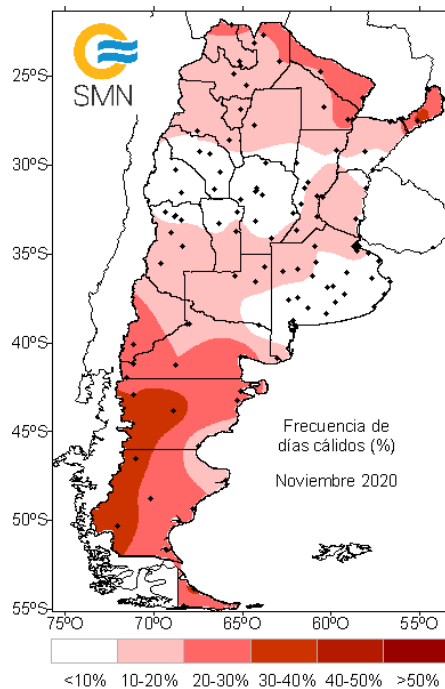 SMN
25ºS
30ºS
35ºS
40ºS
45ºS
50ºS
55ºS
Frecuencia de
días cálidos (%)
Noviembre 2020
75ºO 70ºO 65ºO 60ºO 55ºO
<10% 10-20% 20-30% 30-40% 40-50% >50%